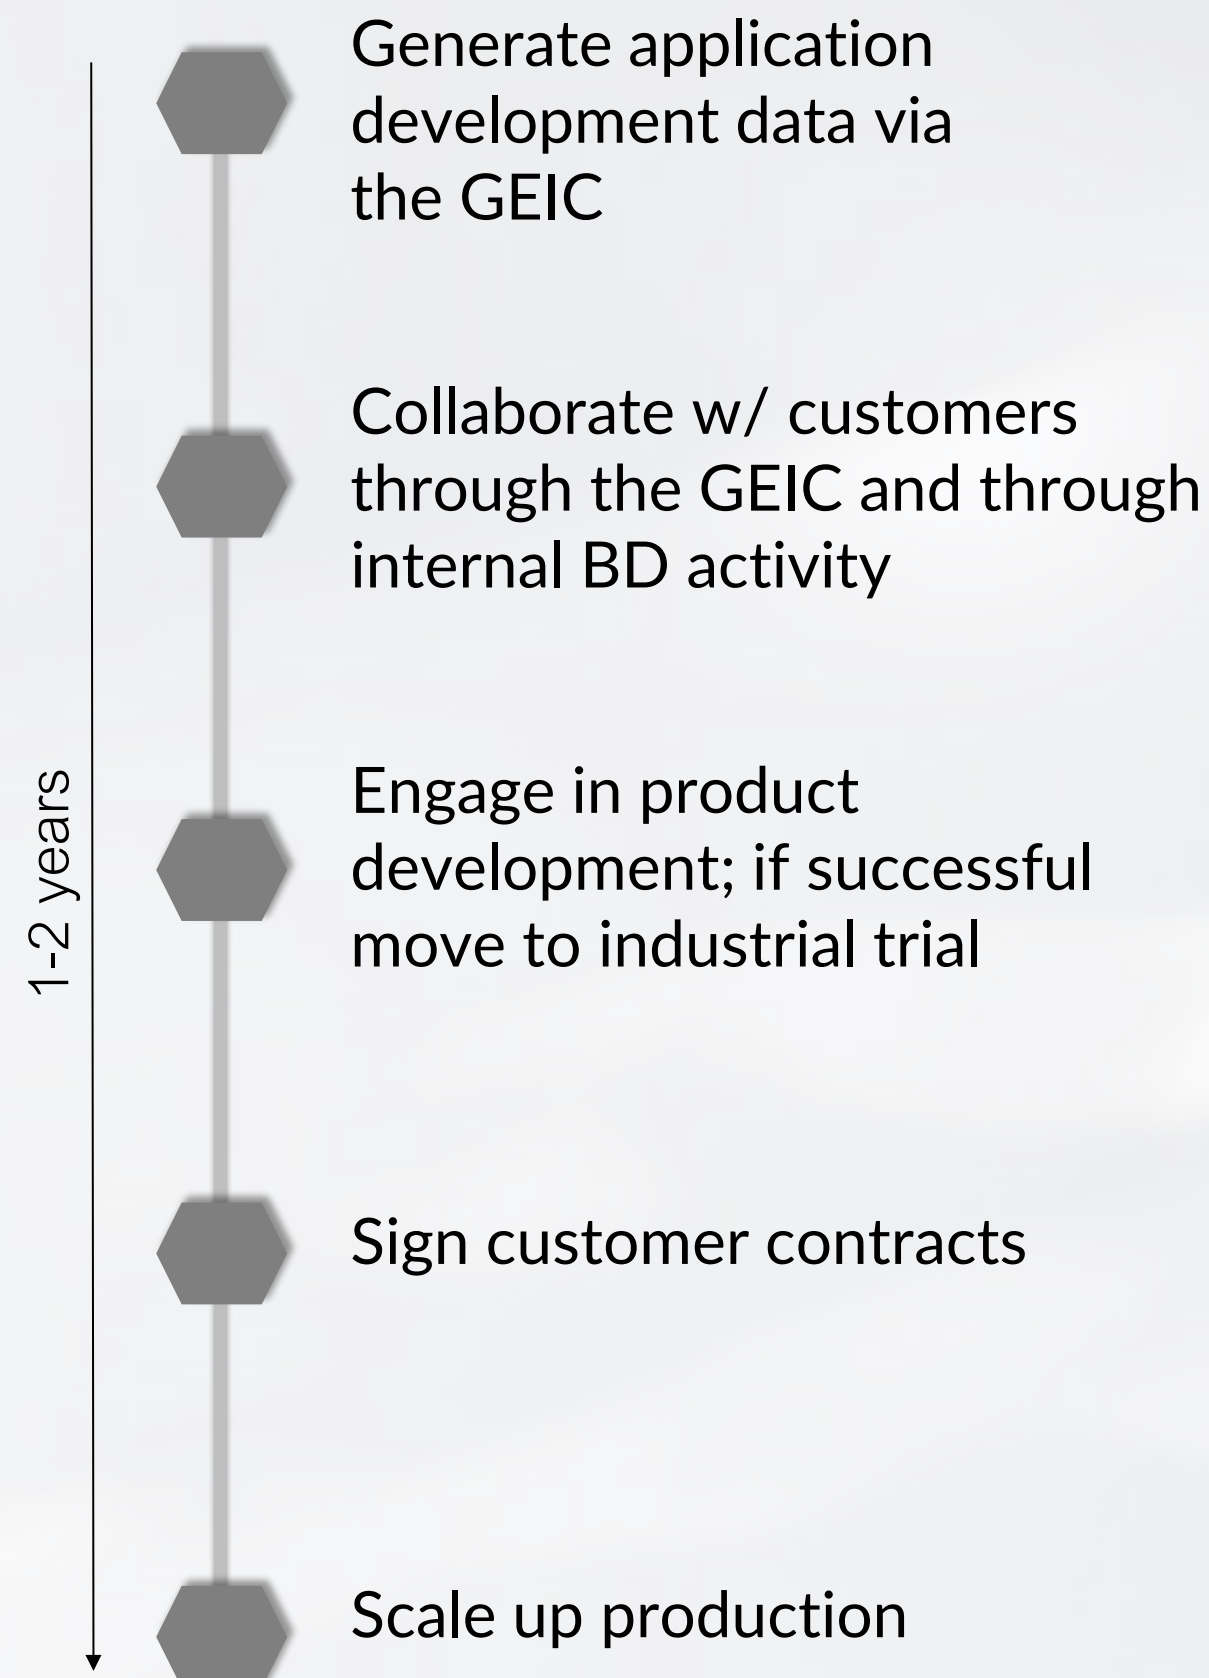 Generate application
development data via
the GEIC
Collaborate w/ customers
through the GEIC and through
internal BD activity
1-2 years
Engage in product
development; if successful
move to industrial trial
Sign customer contracts
Scale up production